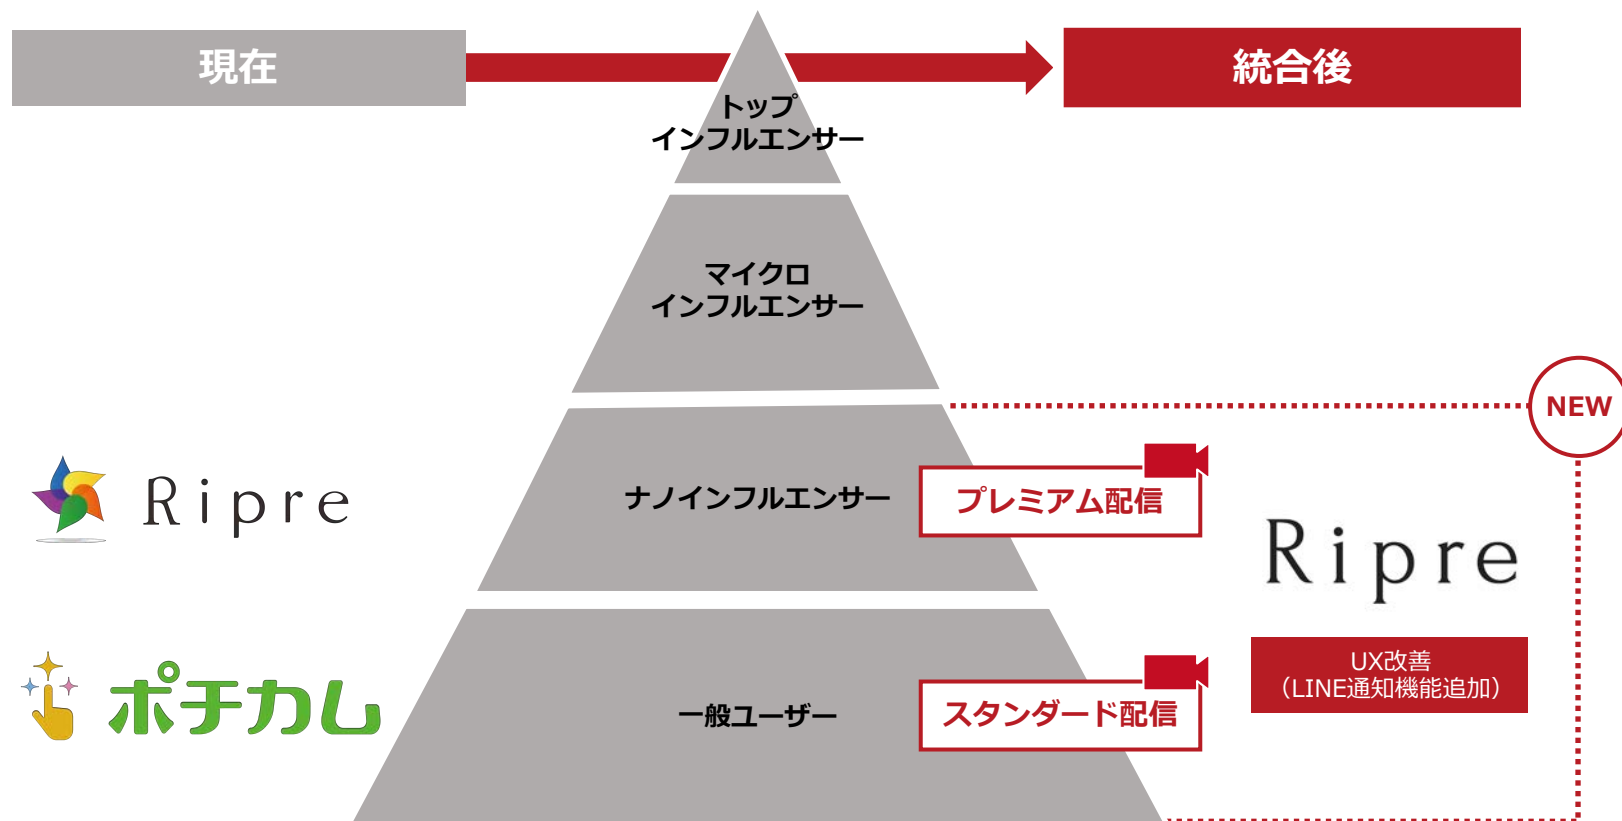 現在
統合後
トップ
インフルエンサー
マイクロ
インフルエンサー
NEW
Ripre
ナノインフルエンサー
プレミアム配信
Ripre
ポチカム
一般ユーザー
スタンダード配信
UX改善
（LINE通知機能追加）